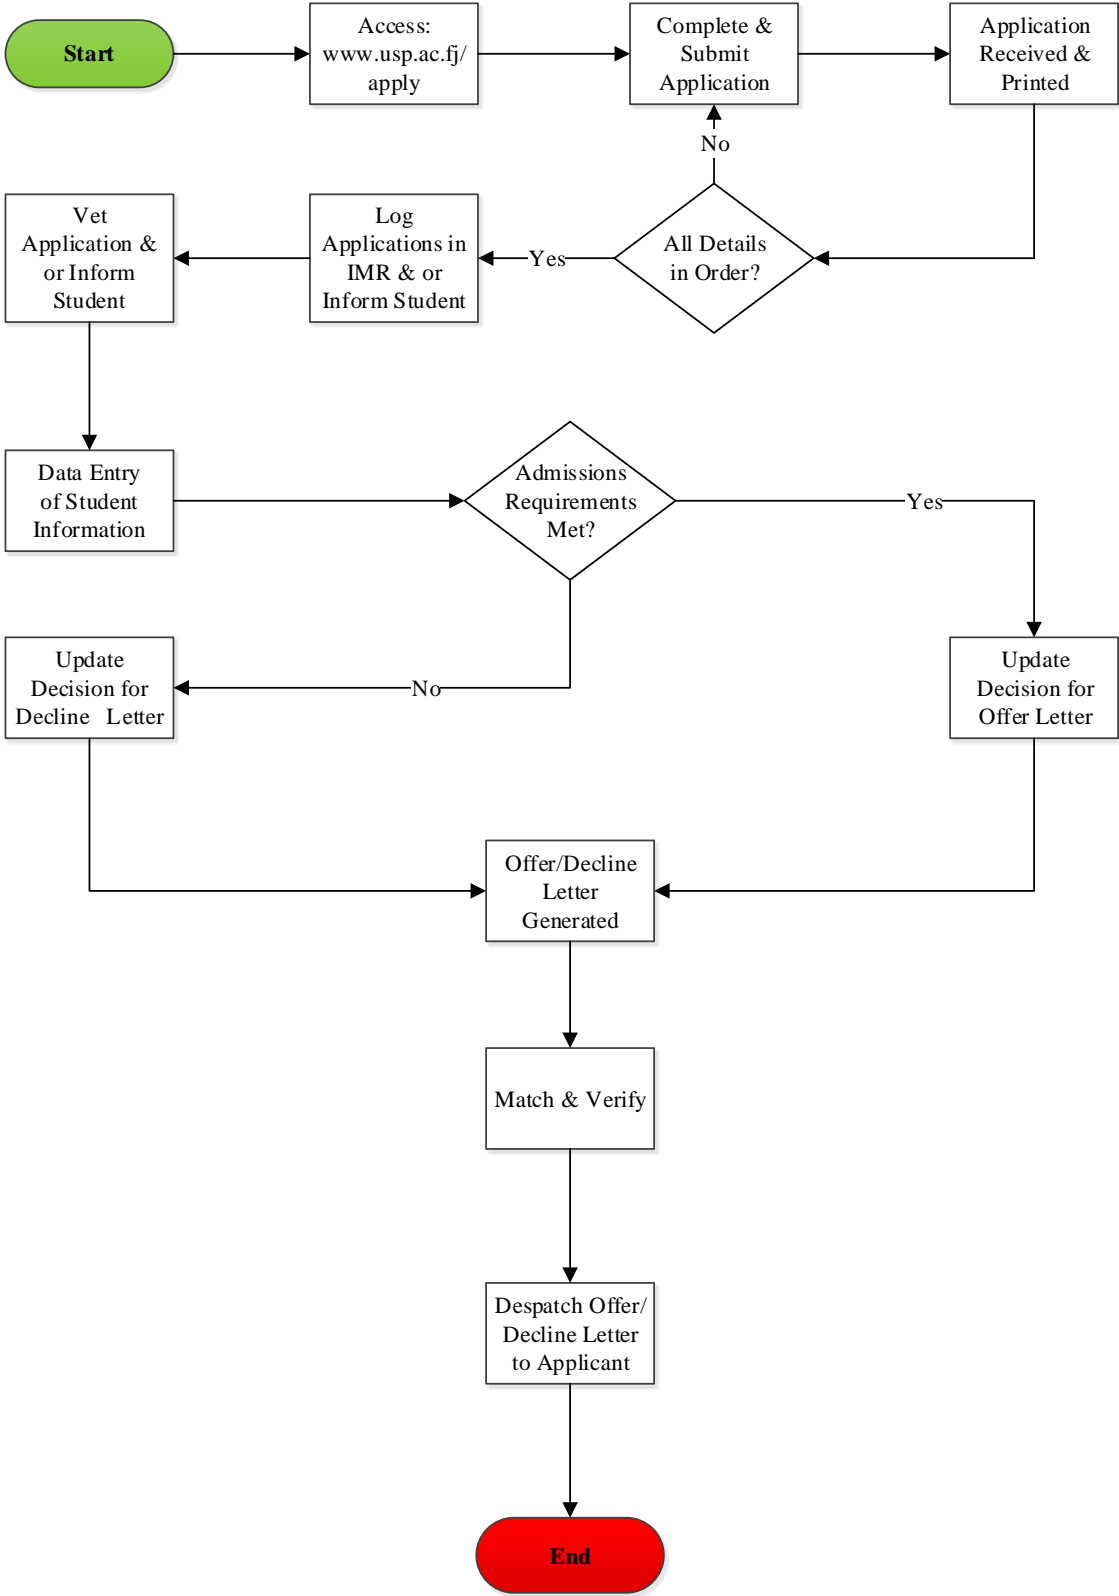 Start
Access:
www.usp.ac.fj/
apply
Complete &
Submit
Application
Application
Received &
Printed
No
Vet
Application &
or Inform
Student
Log
Applications in
IMR & or
Inform Student
Yes
All Details
in Order?
Data Entry
of Student
Information
Admissions
Requirements
Met?
Yes
Update
Decision for
Decline Letter
No
Update
Decision for
Offer Letter
Offer/Decline
Letter
Generated
Match & Verify
Despatch Offer/
Decline Letter
to Applicant
End